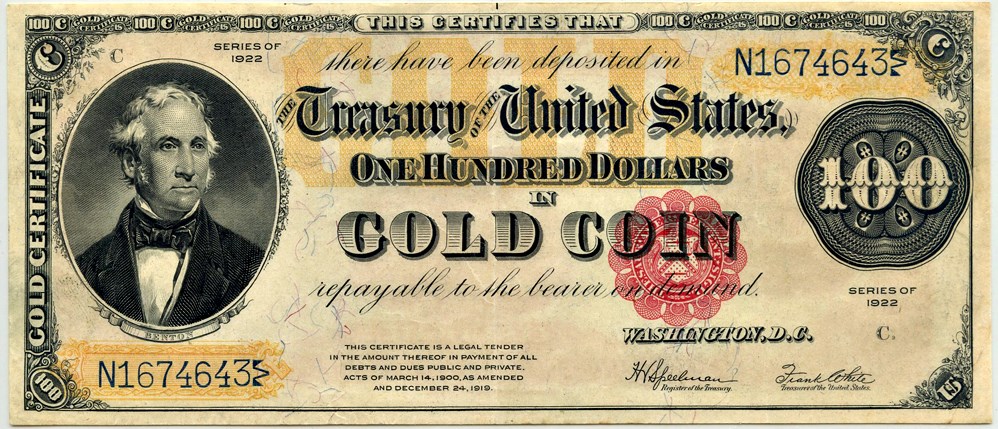 100 GOLD CERTIFICATE 100 GOLD CERTIFICATE 100 THIS CERTIFIES THAT 100 GOLD CERTIFICATE 100 GOLD CERTIFICATE 100
C
SERIES OF
1922
there have been deposited in
N1674643
GOLD
THE Treasury OF THE United States,
ONE HUNDRED DOLLARS
IN
GOLD COIN
repayable to the bearer on demand.
100
GOLD CERTIFICATE
BENTON
SERIES OF
1922
WASHINGTON, D.C.
C.
N1674643
THIS CERTIFICATE IS A LEGAL TENDER
IN THE AMOUNT THEREOF IN PAYMENT OF ALL
DEBTS AND DUES PUBLIC AND PRIVATE.
ACTS OF MARCH 14, 1900, AS AMENDED
AND DECEMBER 24, 1919.
H.V. Speelman
Register of the Treasury.
Frank White
Treasurer of the United States.
100